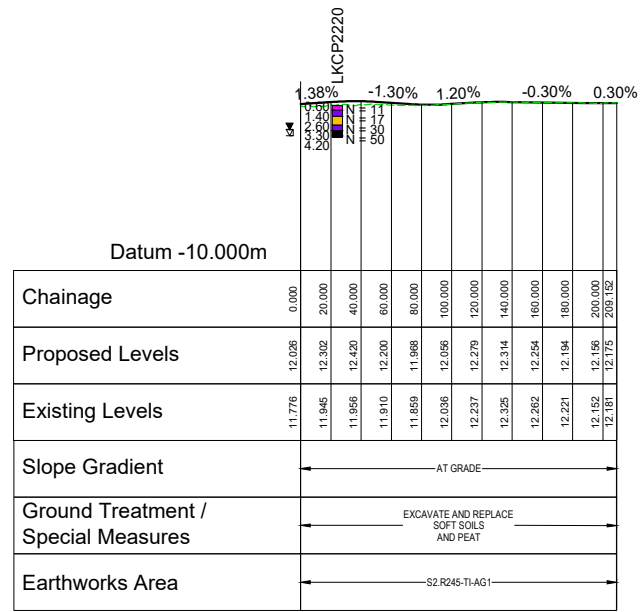 LKCP2220
1.38% -1.30% 1.20% -0.30% 0.30%
0.60 N = 11
1.40 N = 17
2.60 N = 30
3.30 N = 50
4.20
Datum -10.000m
Chainage 0.000 20.000 40.000 60.000 80.000 100.000 120.000 140.000 160.000 180.000 200.000 209.152
Proposed Levels 12.026 12.302 12.420 12.200 11.968 12.056 12.279 12.314 12.254 12.194 12.156 12.175
Existing Levels 11.776 11.945 11.956 11.910 11.859 12.036 12.237 12.325 12.262 12.221 12.152 12.181
Slope Gradient AT GRADE
Ground Treatment /
Special Measures
EXCAVATE AND REPLACE
SOFT SOILS
AND PEAT
Earthworks Area S2.R245-TI-AG1